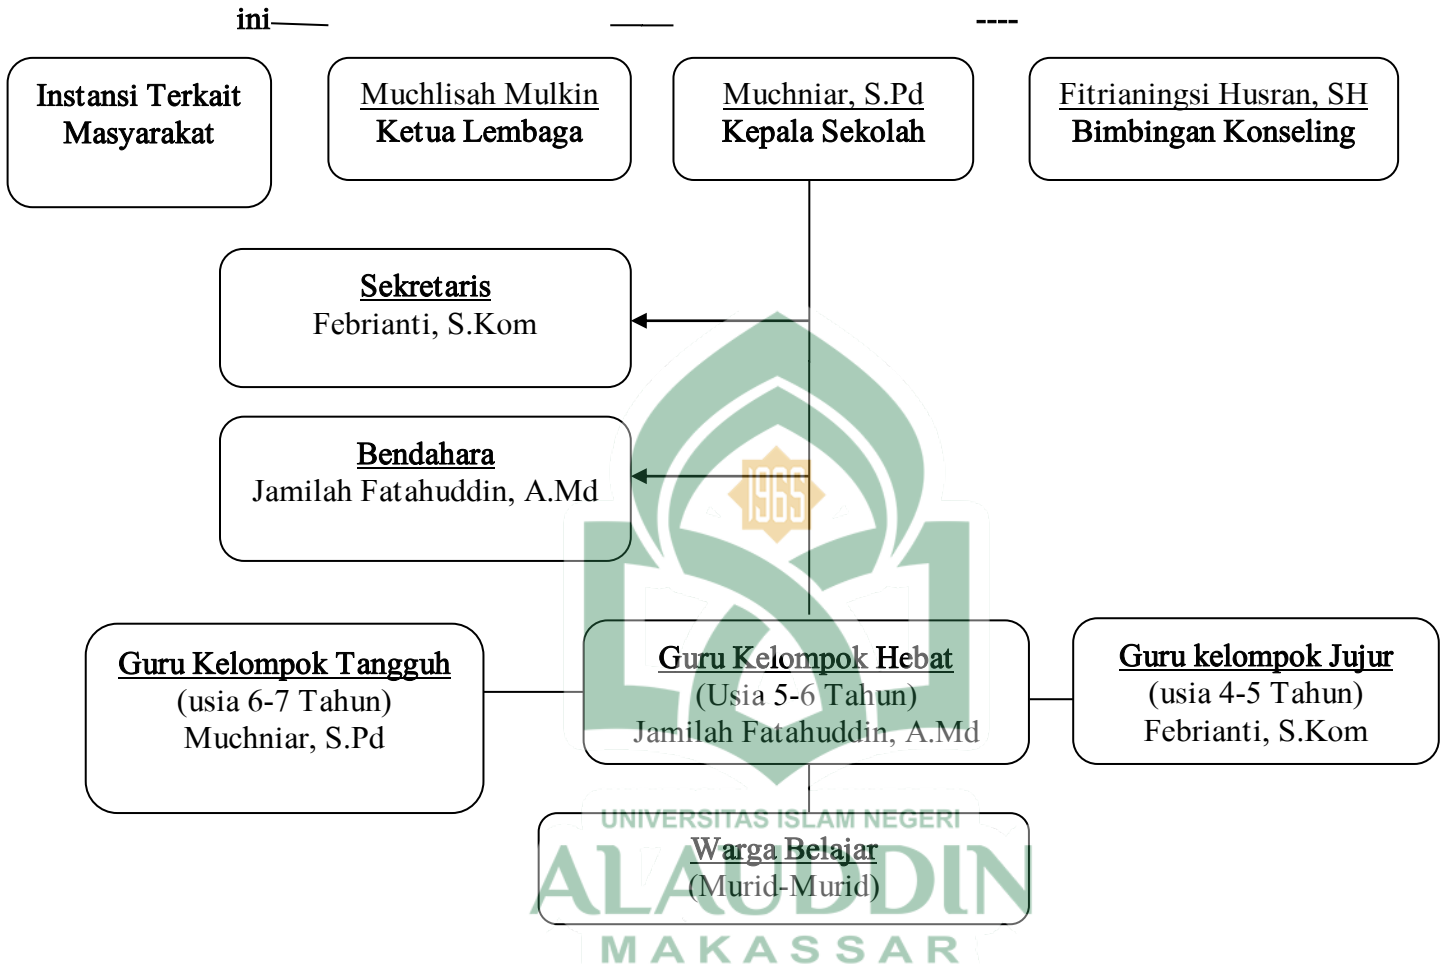 ini
----
Instansi Terkait
Masyarakat
Muchlisah Mulkin
Ketua Lembaga
Muchniar, S.Pd
Kepala Sekolah
Fitrianingsi Husran, SH
Bimbingan Konseling
Sekretaris
Febrianti, S.Kom
Bendahara
Jamilah Fatahuddin, A.Md
1965
Guru Kelompok Tangguh
(usia 6-7 Tahun)
Muchniar, S.Pd
Guru Kelompok Hebat
(Usia 5-6 Tahun)
Jamilah Fatahuddin, A.Md
Guru kelompok Jujur
(usia 4-5 Tahun)
Febrianti, S.Kom
UNIVERSITAS ISLAM NEGERI
Warga Belajar
(Murid-Murid)
ALAUDDIN
MAKASSAR